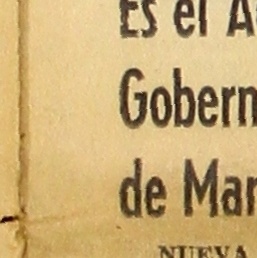 Es el A
Gobern
de Mar
NUEVA